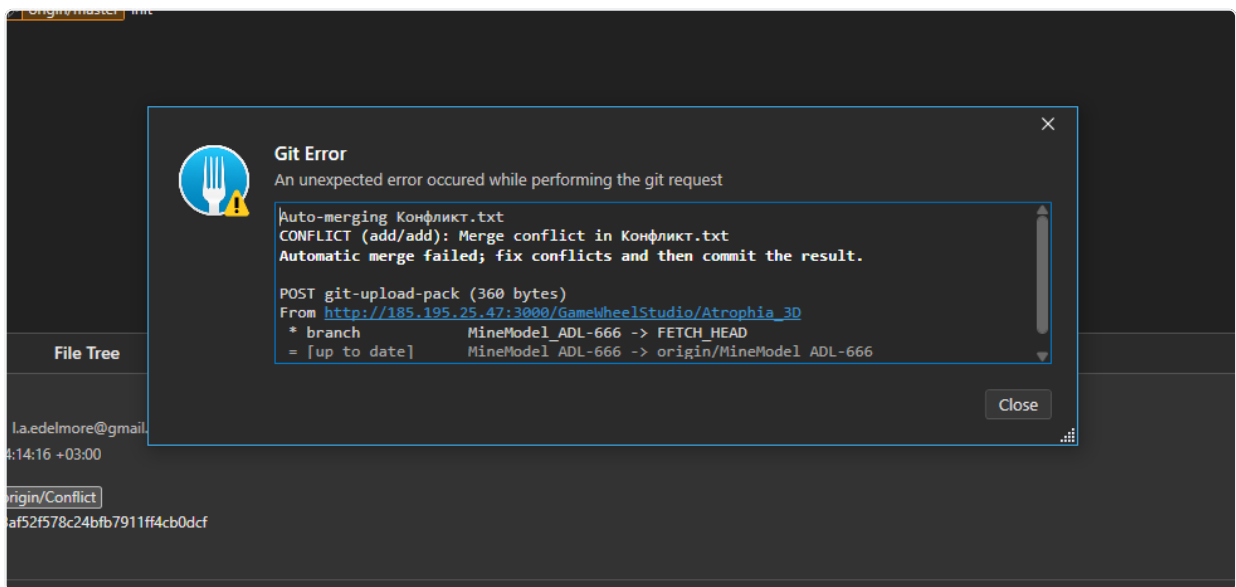 origin/master init
Git Error
An unexpected error occured while performing the git request
Auto-merging Конфликт.txt
CONFLICT (add/add): Merge conflict in Конфликт.txt
Automatic merge failed; fix conflicts and then commit the result.
POST git-upload-pack (360 bytes)
From http://185.195.25.47:3000/GameWheelStudio/Atrophia_3D
* branch MineModel_ADL-666 -> FETCH_HEAD
= [up to date] MineModel_ADL-666 -> origin/MineModel_ADL-666
Close
File Tree
l.a.edelmore@gmail.
4:14:16 +03:00
origin/Conflict
af52f578c24bfb7911ff4cb0dcf